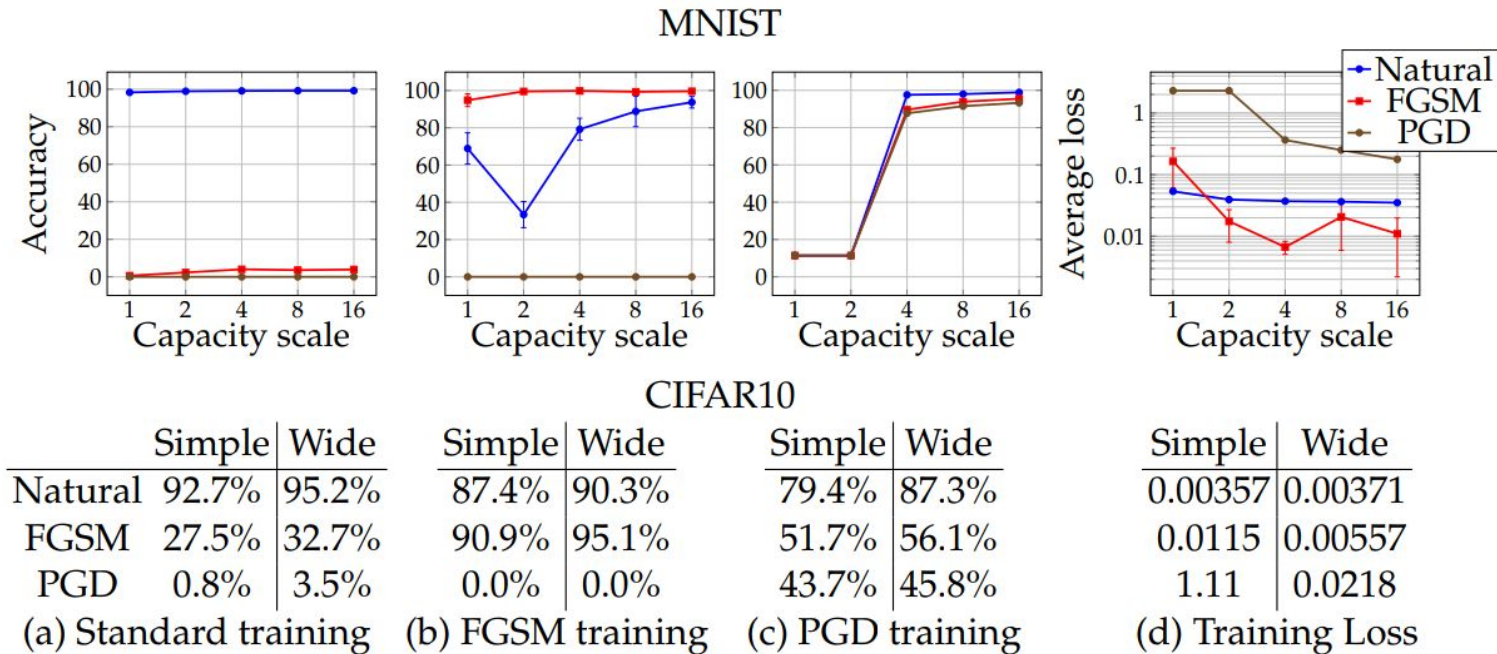 MNIST
Natural
FGSM
PGD
Accuracy
100
80
60
40
20
0
1 2 4 8 16
Capacity scale
100
80
60
40
20
0
1 2 4 8 16
Capacity scale
100
80
60
40
20
0
1 2 4 8 16
Capacity scale
Average loss
1
0.1
0.01
1 2 4 8 16
Capacity scale
CIFAR10
Simple Wide Simple Wide Simple Wide Simple Wide
Natural 92.7% 95.2% 87.4% 90.3% 79.4% 87.3% 0.00357 0.00371
FGSM 27.5% 32.7% 90.9% 95.1% 51.7% 56.1% 0.0115 0.00557
PGD 0.8% 3.5% 0.0% 0.0% 43.7% 45.8% 1.11 0.0218
(a) Standard training (b) FGSM training (c) PGD training (d) Training Loss